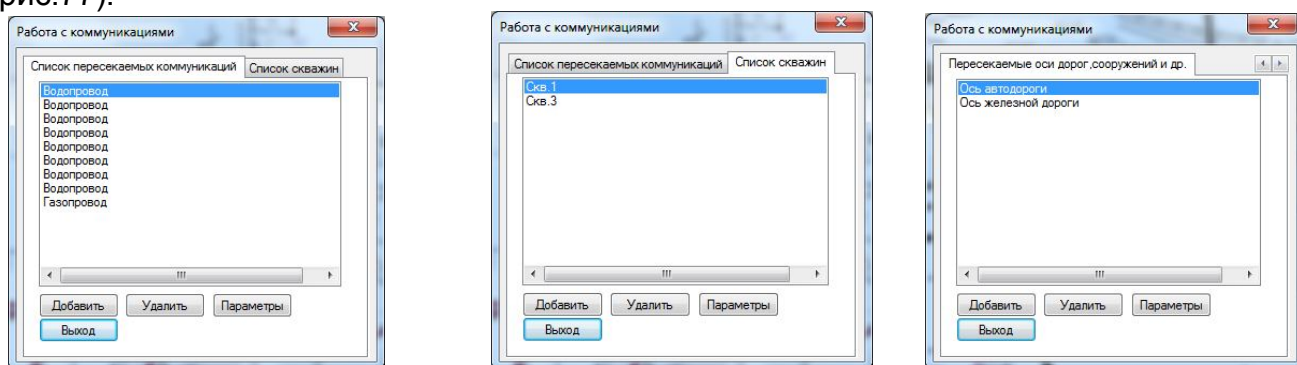 рис.77).
Работа с коммуникациями
Список пересекаемых коммуникаций Список скважин
Водопровод
Водопровод
Водопровод
Водопровод
Водопровод
Водопровод
Водопровод
Водопровод
Газопровод
Добавить Удалить Параметры
Выход
Работа с коммуникациями
Список пересекаемых коммуникаций Список скважин
Скв.1
Скв.3
Добавить Удалить Параметры
Выход
Работа с коммуникациями
Пересекаемые оси дорог,сооружений и др.
Ось автодороги
Ось железной дороги
Добавить Удалить Параметры
Выход